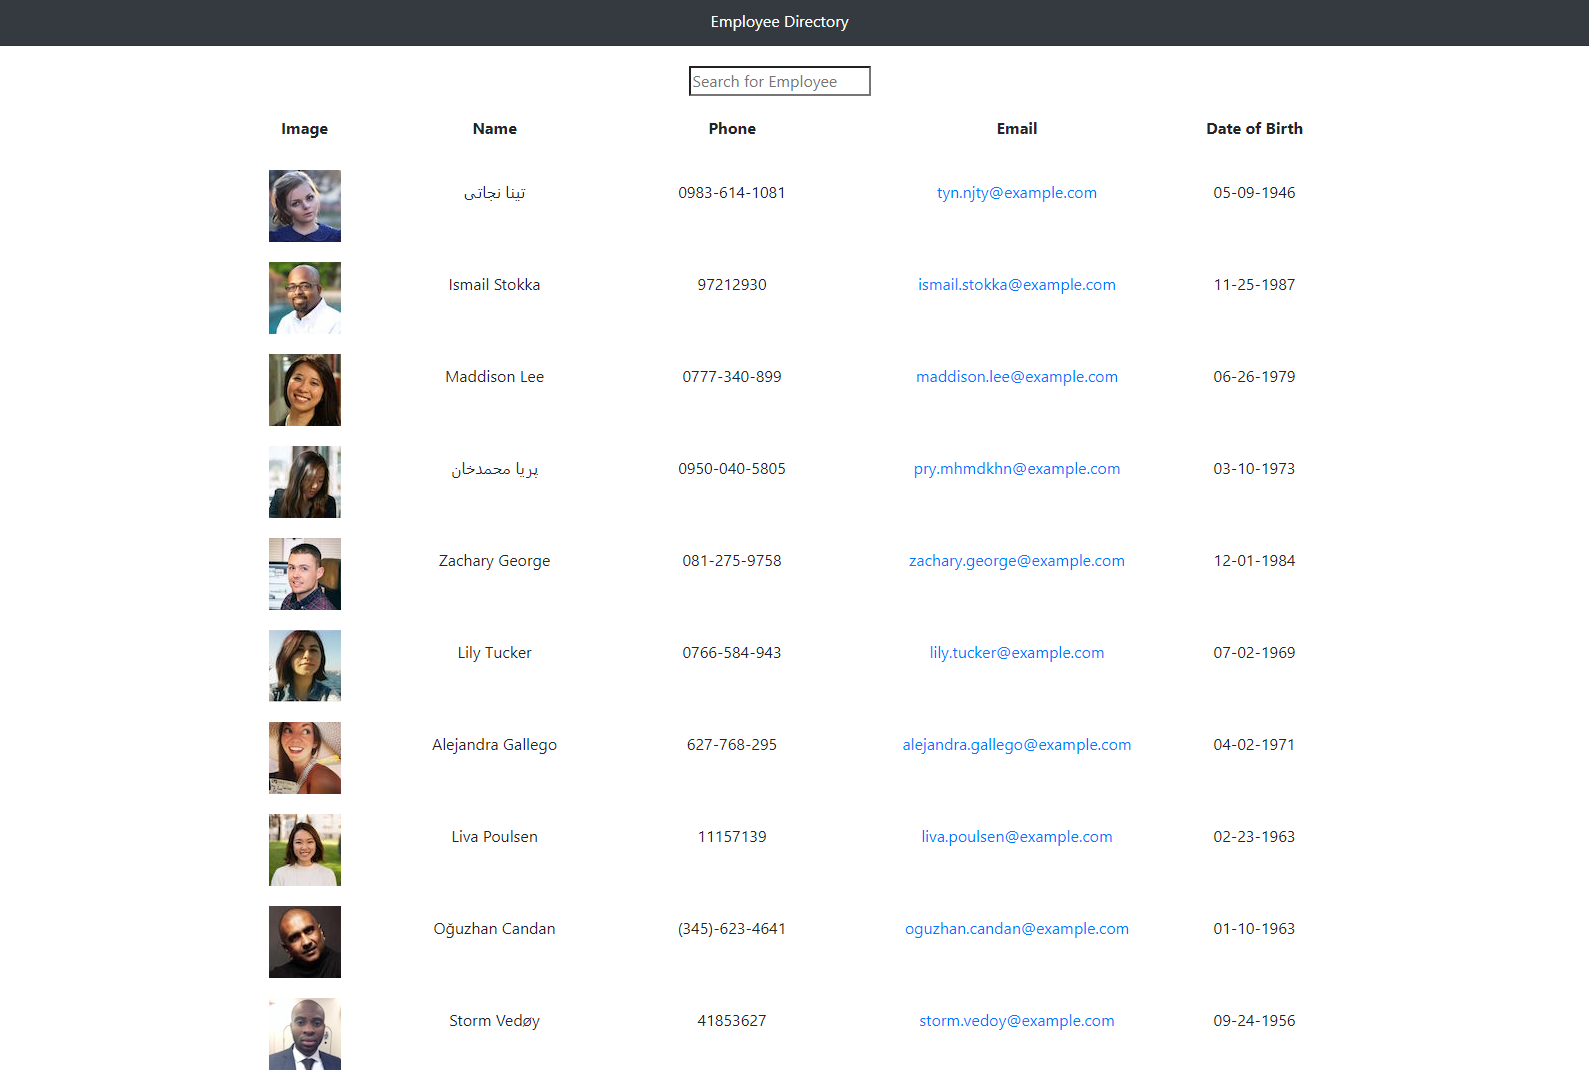 Employee Directory
Search for Employee
Image Name Phone Email Date of Birth
تینا نجاتی 0983-614-1081 tyn.njty@example.com 05-09-1946
Ismail Stokka 97212930 ismail.stokka@example.com 11-25-1987
Maddison Lee 0777-340-899 maddison.lee@example.com 06-26-1979
پریا محمدخان 0950-040-5805 pry.mhmdkhn@example.com 03-10-1973
Zachary George 081-275-9758 zachary.george@example.com 12-01-1984
Lily Tucker 0766-584-943 lily.tucker@example.com 07-02-1969
Alejandra Gallego 627-768-295 alejandra.gallego@example.com 04-02-1971
Liva Poulsen 11157139 liva.poulsen@example.com 02-23-1963
Oğuzhan Candan (345)-623-4641 oguzhan.candan@example.com 01-10-1963
Storm Vedøy 41853627 storm.vedoy@example.com 09-24-1956